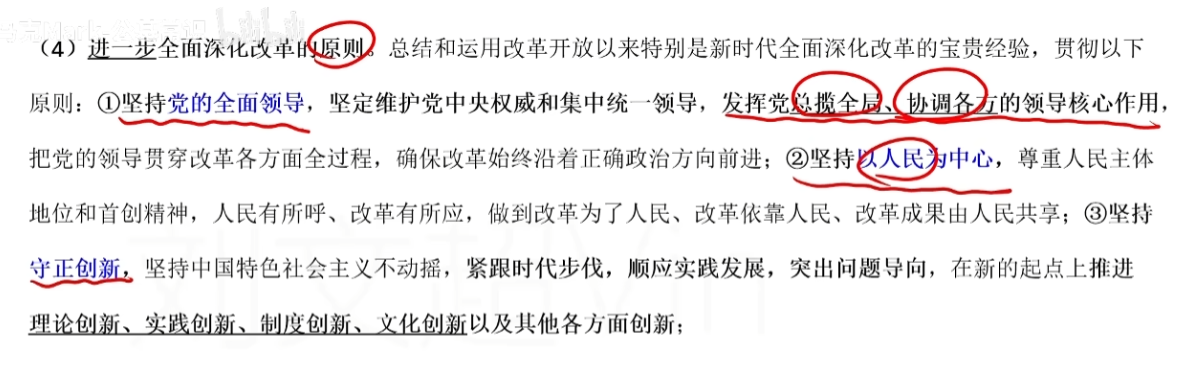 （4）进一步全面深化改革的原则。总结和运用改革开放以来特别是新时代全面深化改革的宝贵经验，贯彻以下
原则：①坚持党的全面领导，坚定维护党中央权威和集中统一领导，发挥党总揽全局、协调各方的领导核心作用，
把党的领导贯穿改革各方面全过程，确保改革始终沿着正确政治方向前进；②坚持以人民为中心，尊重人民主体
地位和首创精神，人民有所呼、改革有所应，做到改革为了人民、改革依靠人民、改革成果由人民共享；③坚持
守正创新，坚持中国特色社会主义不动摇，紧跟时代步伐，顺应实践发展，突出问题导向，在新的起点上推进
理论创新、实践创新、制度创新、文化创新以及其他各方面创新；